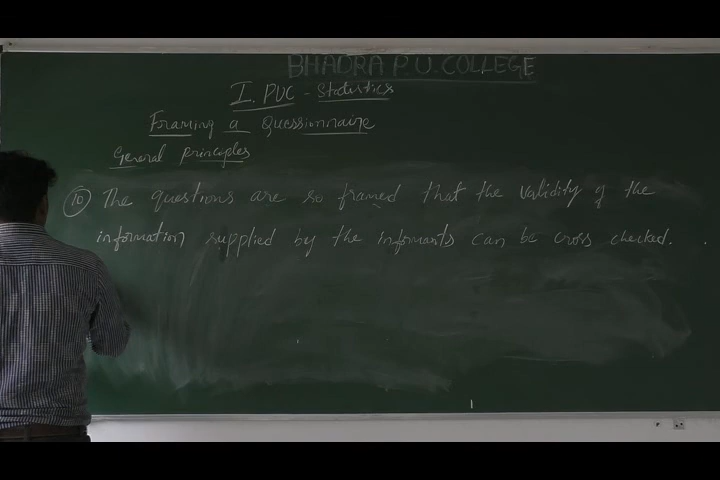 BHADRA P.U. COLLEGE
I. PUC - Statistics
Framing a Quessionnaire
General principles
10 The questions are so framed that the validity of the
information supplied by the informants can be cross checked.